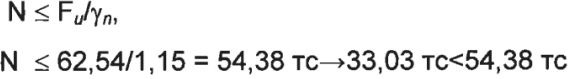 N ≤ Fᵤ/γₙ,
N ≤ 62,54/1,15 = 54,38 тс→33,03 тс<54,38 тс